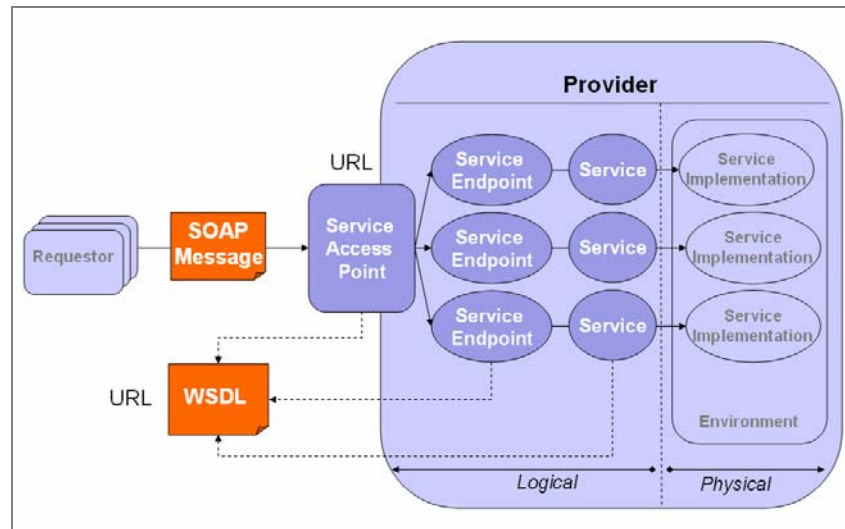 Provider
URL
Service
Endpoint
Service
Service
Implementation
Requestor
SOAP
Message
Service
Access
Point
Service
Endpoint
Service
Service
Implementation
Service
Endpoint
Service
Service
Implementation
URL
WSDL
Environment
Logical
Physical